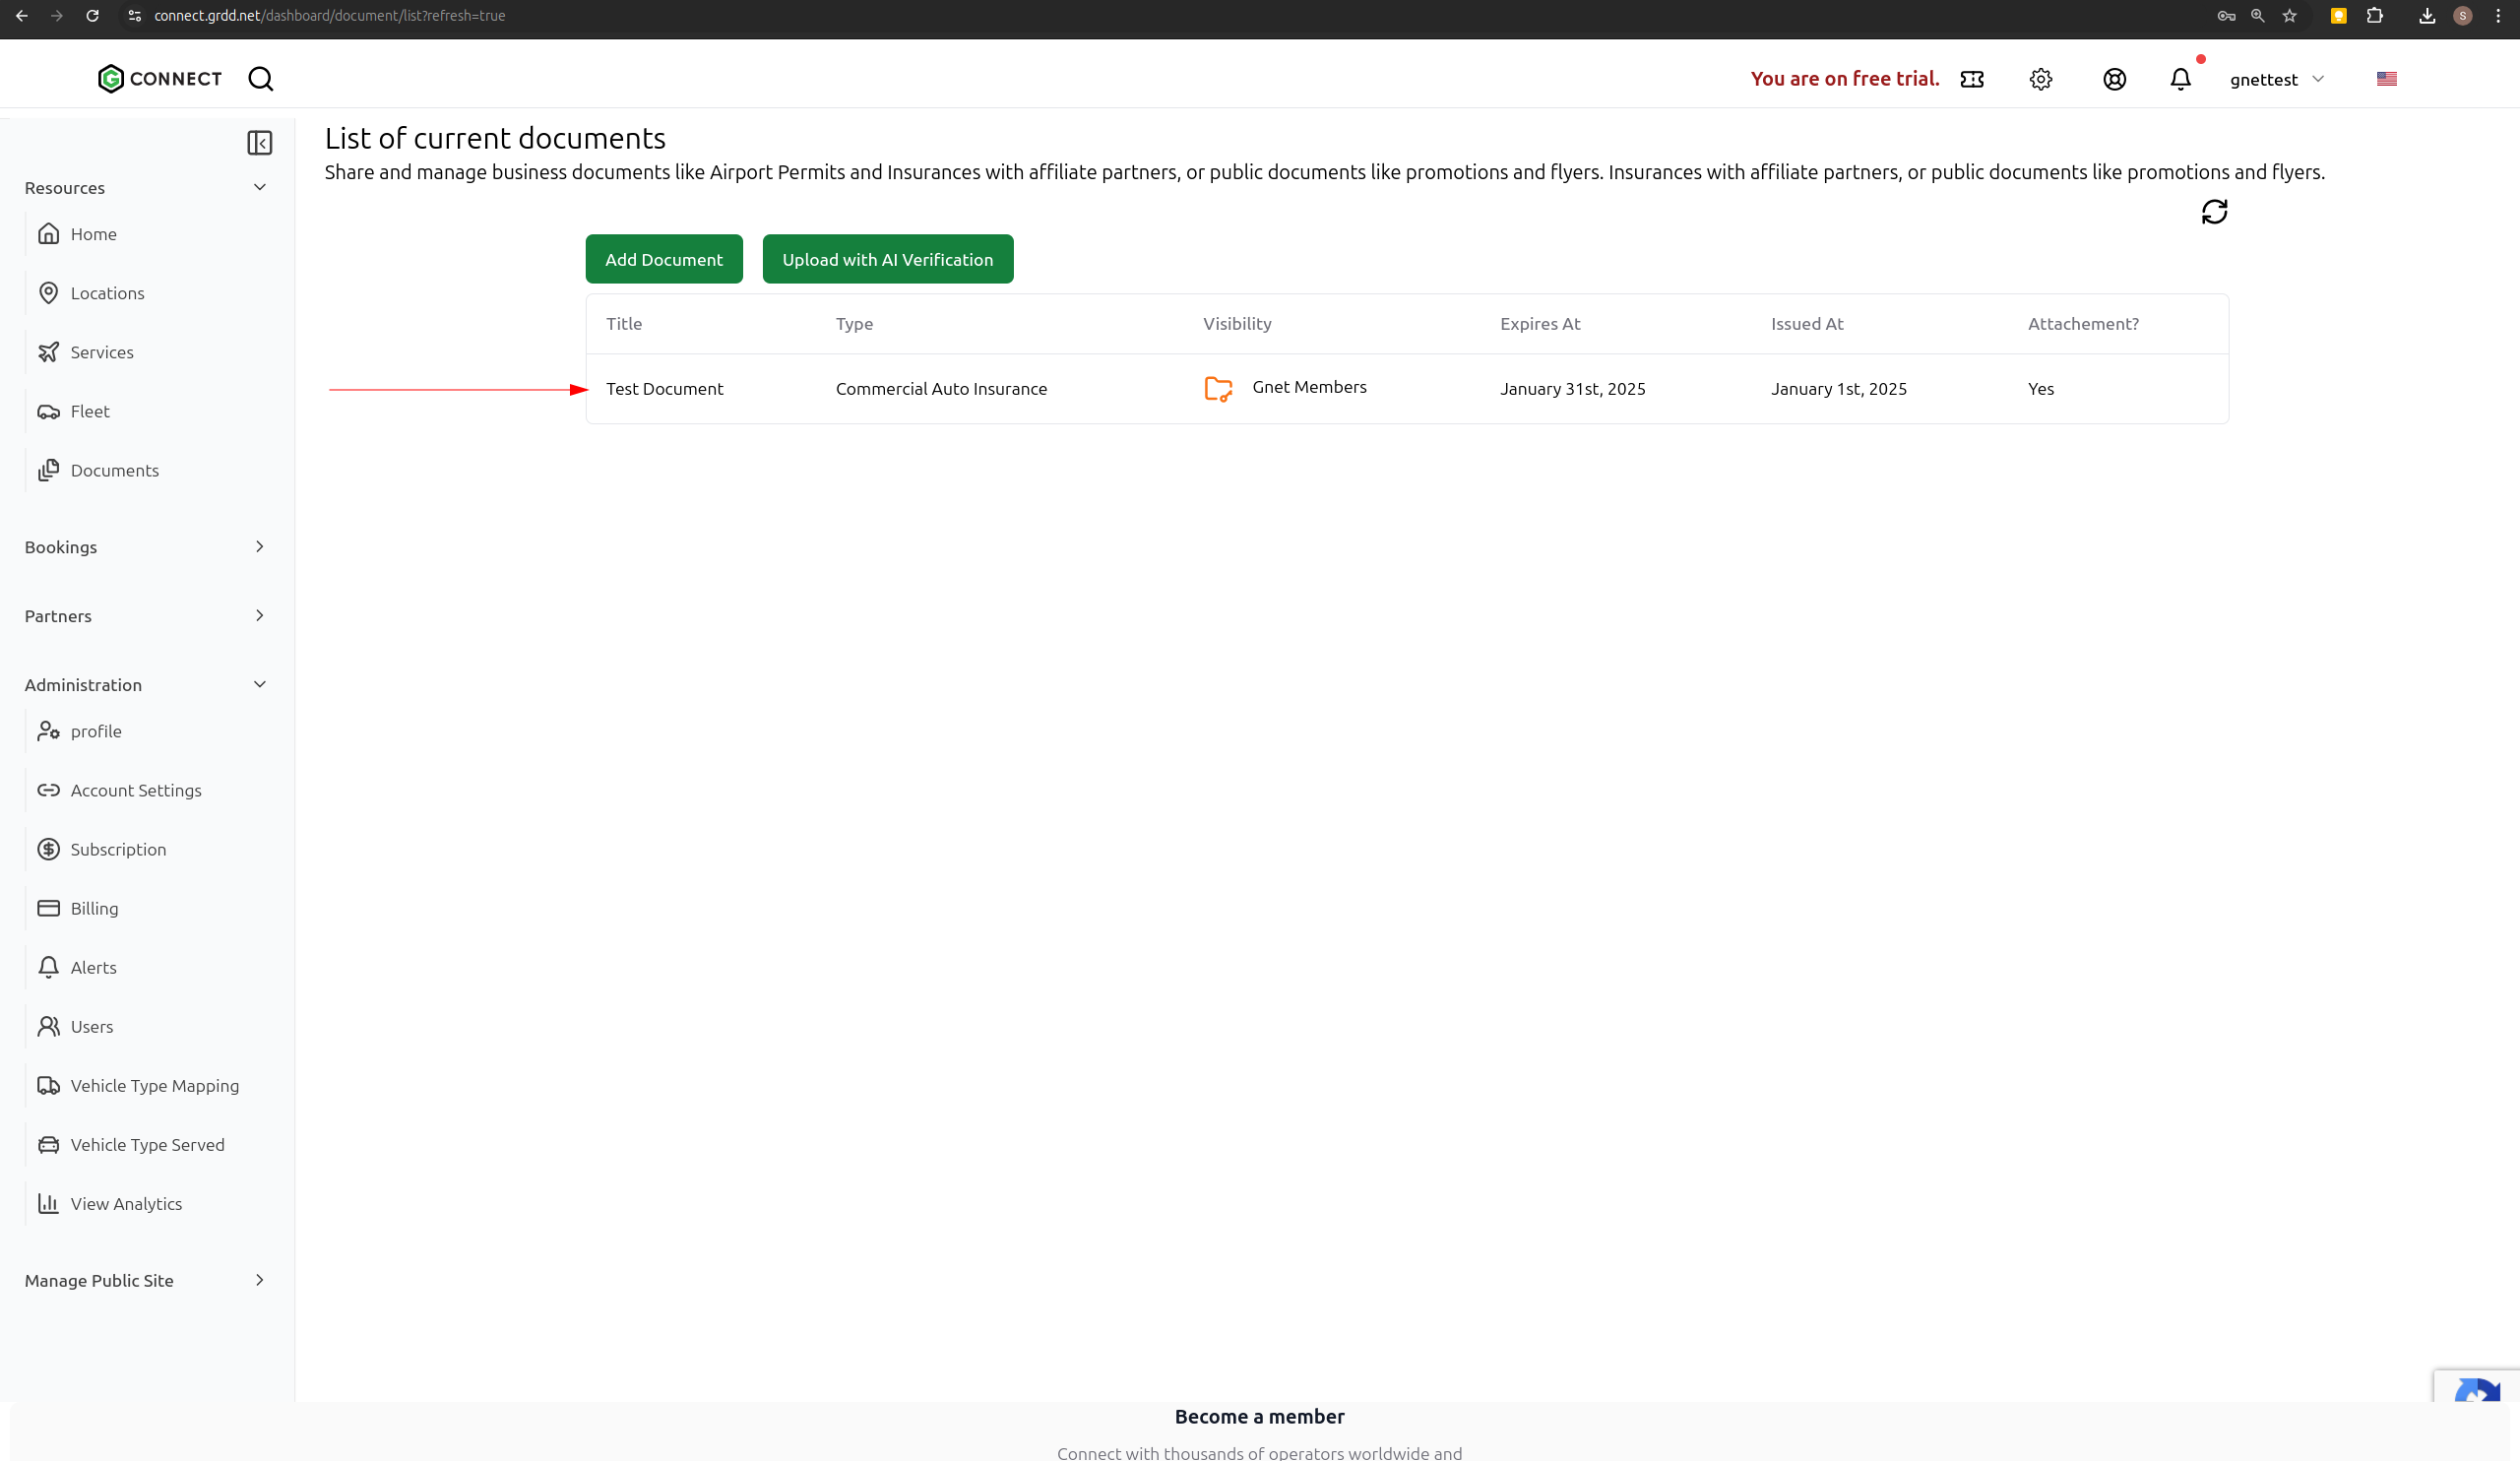 connect.grdd.net/dashboard/document/list?refresh=true
S
G CONNECT
You are on free trial.
gnettest
List of current documents
Share and manage business documents like Airport Permits and Insurances with affiliate partners, or public documents like promotions and flyers. Insurances with affiliate partners, or public documents like promotions and flyers.
Resources
Home
Locations
Services
Fleet
Documents
Bookings
Partners
Administration
profile
Account Settings
Subscription
Billing
Alerts
Users
Vehicle Type Mapping
Vehicle Type Served
View Analytics
Manage Public Site
Add Document Upload with AI Verification
Title Type Visibility Expires At Issued At Attachement?
Test Document Commercial Auto Insurance Gnet Members January 31st, 2025 January 1st, 2025 Yes
Become a member
Connect with thousands of operators worldwide and